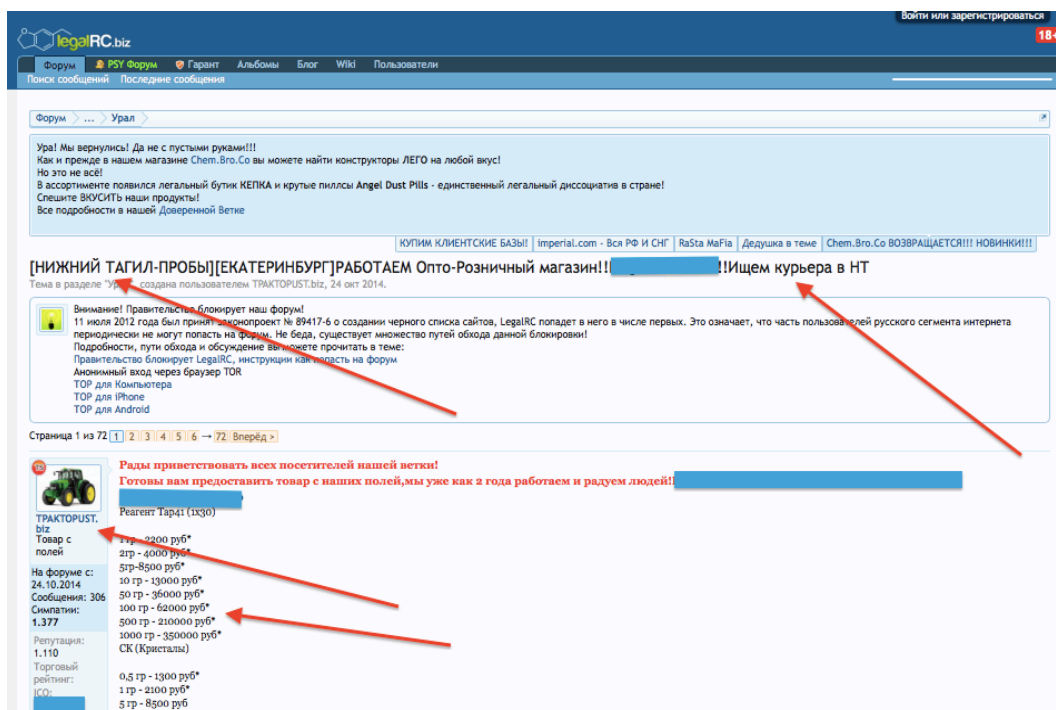 Войти или зарегистрироваться
legalRC.biz
18+
Форум PSY Форум Гарант Альбомы Блог Wiki Пользователи
Поиск сообщений Последние сообщения
Форум ... Урал
Ура! Мы вернулись! Да не с пустыми руками!!!
Как и прежде в нашем магазине Chem.Bro.Co вы можете найти конструкторы ЛЕГО на любой вкус!
Но это не всё!
В ассортименте появился легальный бутик КЕПКА и крутые пиллсы Angel Dust Pills - единственный легальный диссоциатив в стране!
Спешите ВКУСИТЬ наши продукты!
Все подробности в нашей Доверенной Ветке
КУПИМ КЛИЕНТСКИЕ БАЗЫ! imperial.com - Вся РФ И СНГ RaSta MaFia Дедушка в теме Chem.Bro.Co ВОЗВРАЩАЕТСЯ!!! НОВИНКИ!!!
[НИЖНИЙ ТАГИЛ-ПРОБЫ][ЕКАТЕРИНБУРГ]РАБОТАЕМ Опто-Розничный магазин!! !!Ищем курьера в НТ
Тема в разделе создана пользователем TPAKTOPUST.biz, 24 окт 2014.
Внимание! Правительство блокирует наш форум!
11 июля 2012 года был принят законопроект № 89417-6 о создании черного списка сайтов, LegalRC попадет в него в числе первых. Это означает, что часть пользователей русского сегмента интернета
периодически не могут попасть на форум. Не беда, существует множество путей обхода данной блокировки!
Подробности, пути обхода и обсуждение вы можете прочитать в теме:
Правительство блокирует LegalRC, инструкции как попасть на форум
Анонимный вход через браузер TOR
TOP для Компьютера
TOP для iPhone
TOP для Android
Страница 1 из 72 1 2 3 4 5 6 → 72 Вперёд >
Рады приветствовать всех посетителей нашей ветки!
Готовы вам предоставить товар с наших полей,мы уже как 2 года работаем и радуем людей!
Реагент Тар41 (1х30)
1 гр - 2200 руб*
2гр - 4000 руб*
5гр-8500 руб*
10 гр - 13000 руб*
50 гр - 36000 руб*
100 гр - 62000 руб*
500 гр - 210000 руб*
1000 гр - 350000 руб*
СК (Кристалы)
0,5 гр - 1300 руб*
1 гр - 2100 руб*
5 гр - 8500 руб
TPAKTOPUST.
biz
Товар с
полей
На форуме с:
24.10.2014
Сообщения: 306
Симпатии:
1.377
Репутация:
1.110
Торговый
рейтинг:
ICQ: